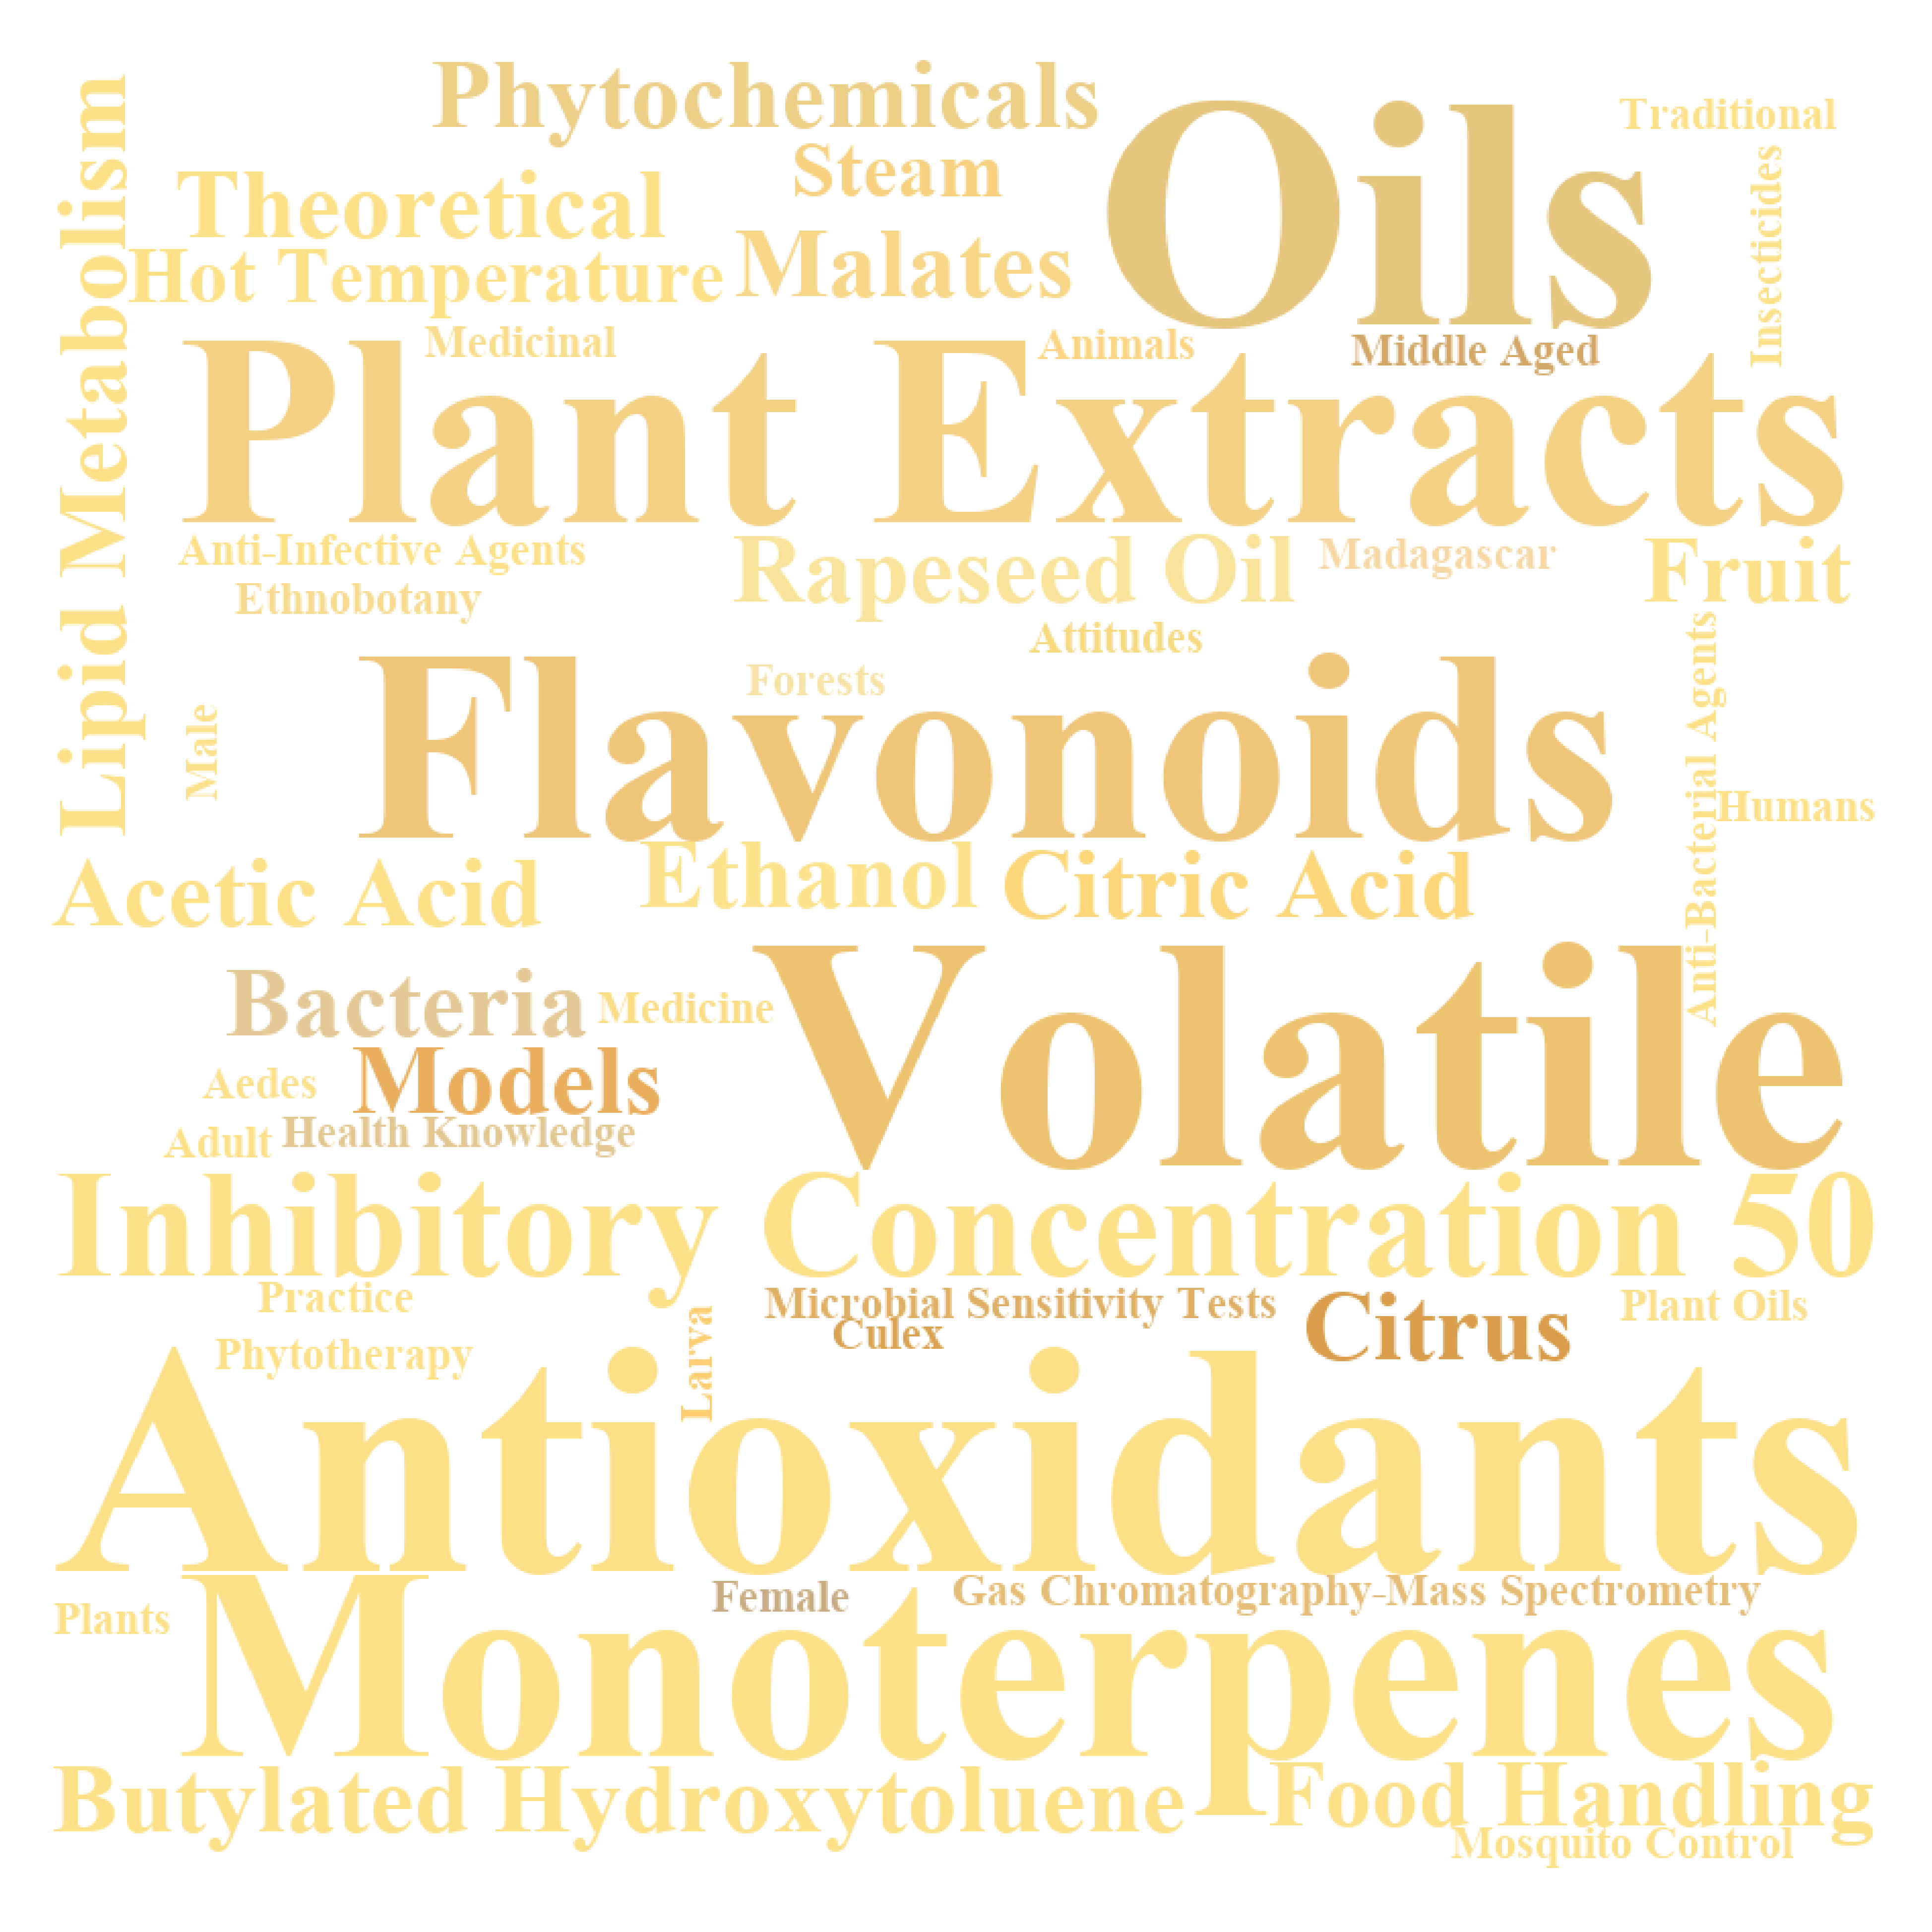 Phytochemicals
Oils
Traditional
Steam
Theoretical
Insecticides
Lipid Metabolism
Hot Temperature
Malates
Medicinal
Animals
Middle Aged
Plant Extracts
Anti-Infective Agents
Rapeseed Oil
Madagascar
Fruit
Ethnobotany
Attitudes
Forests
Flavonoids
Male
Anti-Bacterial Agents
Humans
Acetic Acid
Ethanol
Citric Acid
Bacteria
Medicine
Volatile
Aedes
Models
Adult
Health Knowledge
Inhibitory Concentration 50
Practice
Microbial Sensitivity Tests
Citrus
Plant Oils
Culex
Phytotherapy
Larva
Antioxidants
Female
Gas Chromatography-Mass Spectrometry
Plants
Monoterpenes
Butylated Hydroxytoluene
Food Handling
Mosquito Control